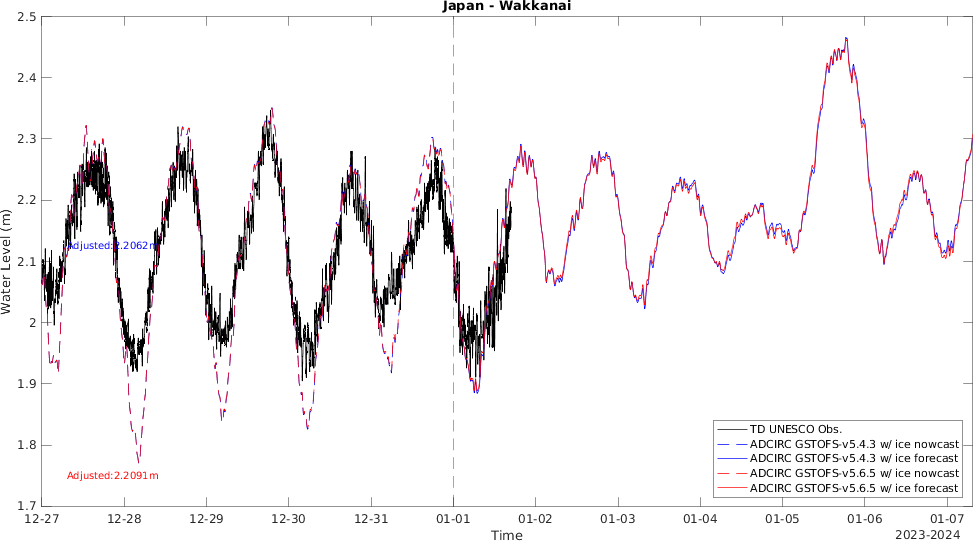 Japan - Wakkanai
Water Level (m)
2.5
2.4
2.3
2.2
2.1
2
1.9
1.8
1.7
Adjusted:2.2062m
Adjusted:2.2091m
TD UNESCO Obs.
ADCIRC GSTOFS-v5.4.3 w/ ice nowcast
ADCIRC GSTOFS-v5.4.3 w/ ice forecast
ADCIRC GSTOFS-v5.6.5 w/ ice nowcast
ADCIRC GSTOFS-v5.6.5 w/ ice forecast
12-27 12-28 12-29 12-30 12-31 01-01 01-02 01-03 01-04 01-05 01-06 01-07
Time
2023-2024